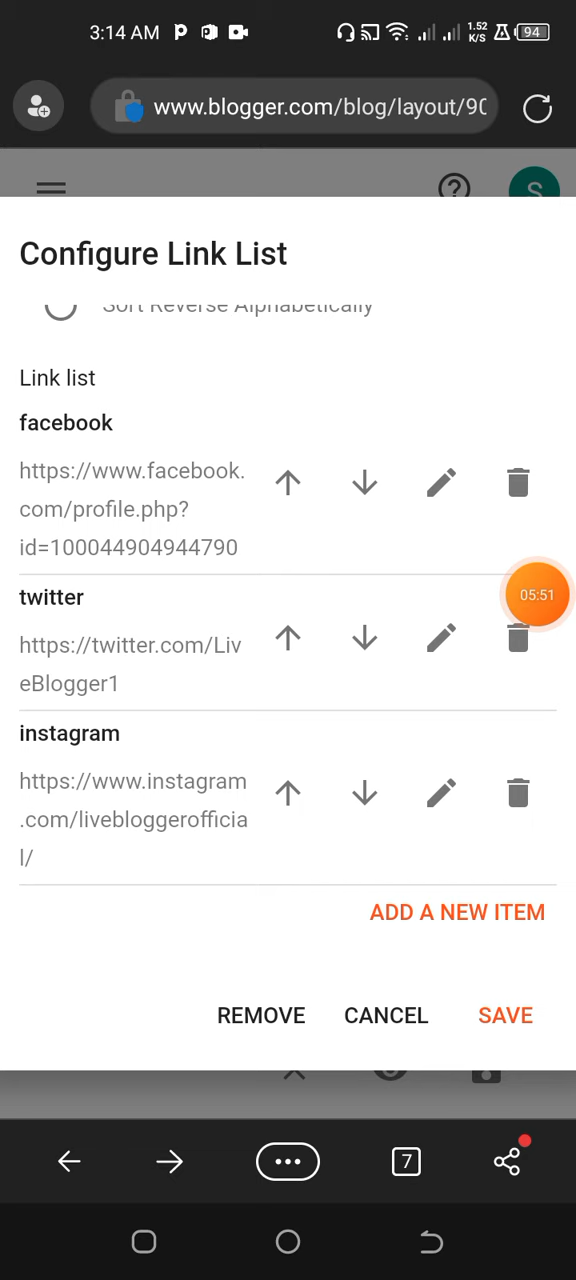 3:14 AM
1.52
K/S
94
www.blogger.com/blog/layout/90
S
Configure Link List
Sort Reverse Alphabetically
Link list
facebook
https://www.facebook.
com/profile.php?
id=100044904944790
05:51
twitter
https://twitter.com/Liv
eBlogger1
instagram
https://www.instagram
.com/livebloggerofficia
l/
ADD A NEW ITEM
REMOVE CANCEL SAVE
7